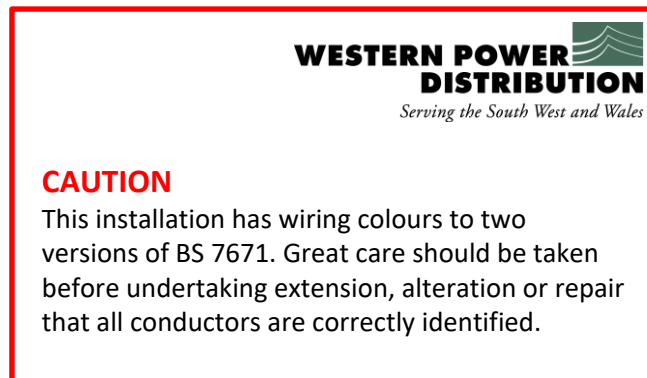 WESTERN POWER
DISTRIBUTION
Serving the South West and Wales
CAUTION
This installation has wiring colours to two
versions of BS 7671. Great care should be taken
before undertaking extension, alteration or repair
that all conductors are correctly identified.